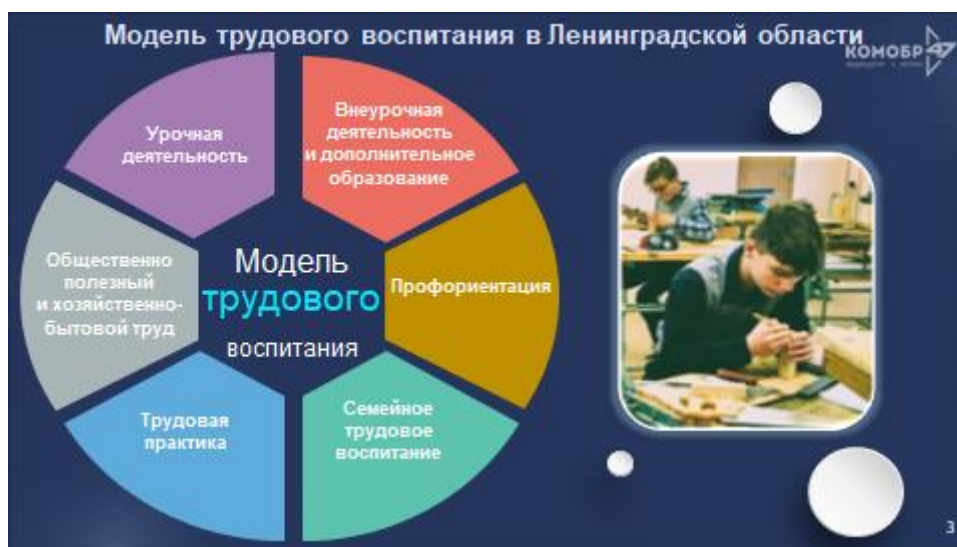 Модель трудового воспитания в Ленинградской области
КОМОБР 47
Урочная
деятельность
Внеурочная
деятельность
и дополнительное
образование
Общественно
полезный
и хозяйственно-
бытовой труд
Модель
трудового
воспитания
Профориентация
Трудовая
практика
Семейное
трудовое
воспитание
3